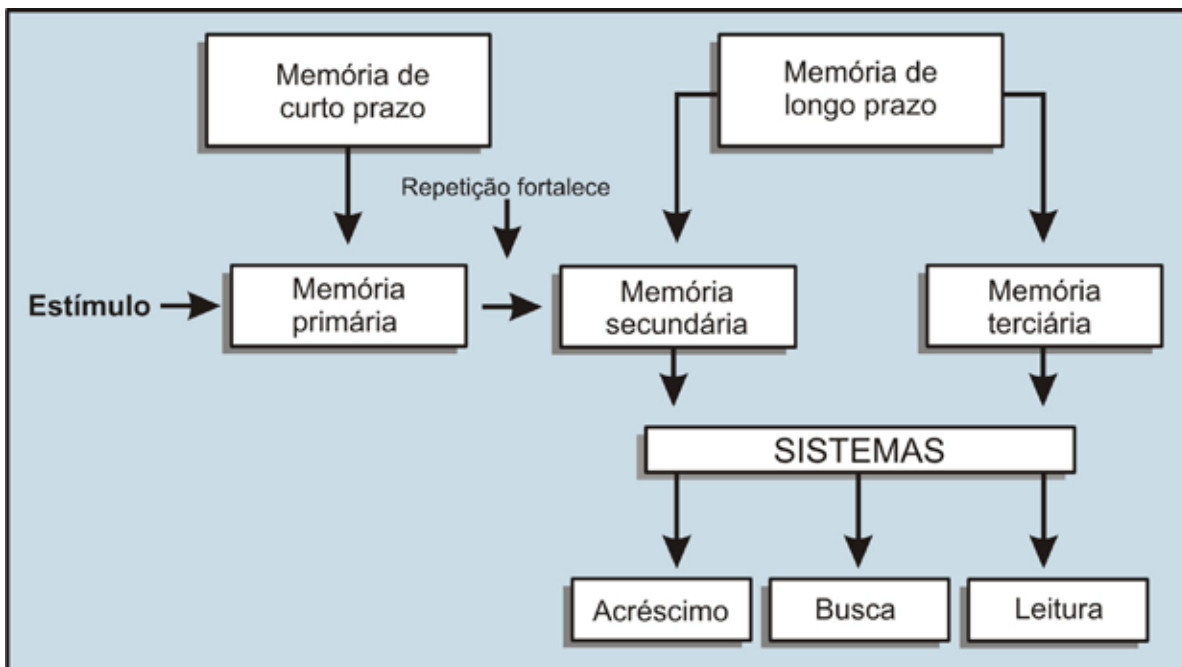 Memória de
curto prazo
Memória de
longo prazo
Repetição fortalece
Estímulo
Memória
primária
Memória
secundária
Memória
terciária
SISTEMAS
Acréscimo
Busca
Leitura